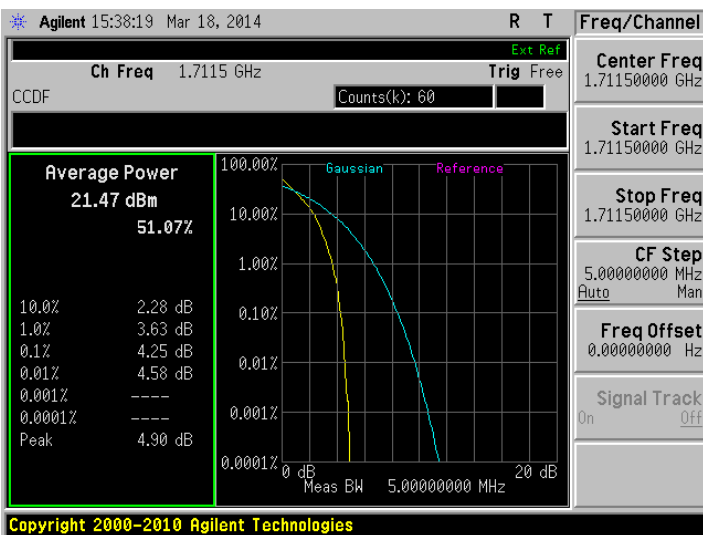 Agilent 15:38:19 Mar 18, 2014 R T
Ext Ref
Ch Freq 1.7115 GHz Trig Free
CCDF Counts(k): 60
Average Power
21.47 dBm
51.07%
10.0% 2.28 dB
1.0% 3.63 dB
0.1% 4.25 dB
0.01% 4.58 dB
0.001% ----
0.0001% ----
Peak 4.90 dB
100.00% Gaussian Reference
10.00%
1.00%
0.10%
0.01%
0.001%
0.0001%
0 dB 20 dB
Meas BW 5.00000000 MHz
Freq/Channel
Center Freq
1.71150000 GHz
Start Freq
1.71150000 GHz
Stop Freq
1.71150000 GHz
CF Step
5.00000000 MHz
Auto Man
Freq Offset
0.00000000 Hz
Signal Track
On Off
Copyright 2000-2010 Agilent Technologies